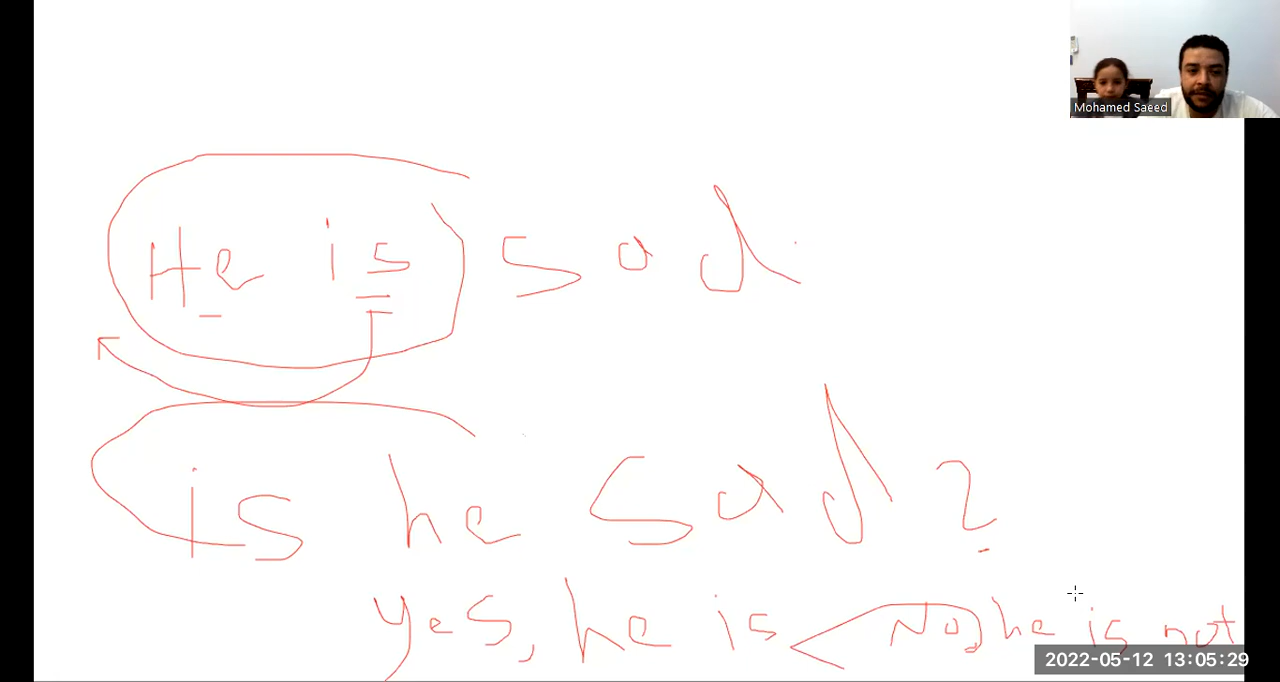 Mohamed Saeed
He is sad
is he sad?
yes, he is No, he is not
2022-05-12 13:05:29